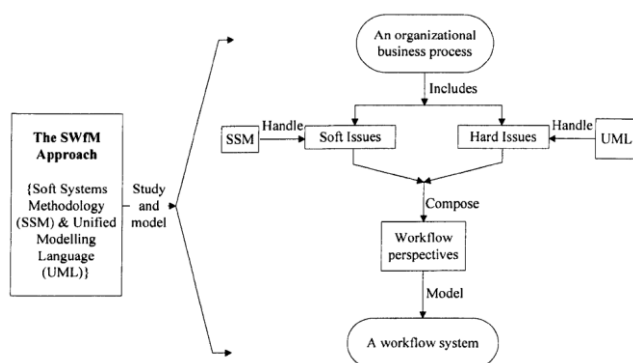 The SWfM
Approach
{Soft Systems
Methodology
(SSM) & Unified
Modelling
Language
(UML)}
Study
and
model
An organizational
business process
Includes
SSM
Handle
Soft Issues
Hard Issues
Handle
UML
Compose
Workflow
perspectives
Model
A workflow system